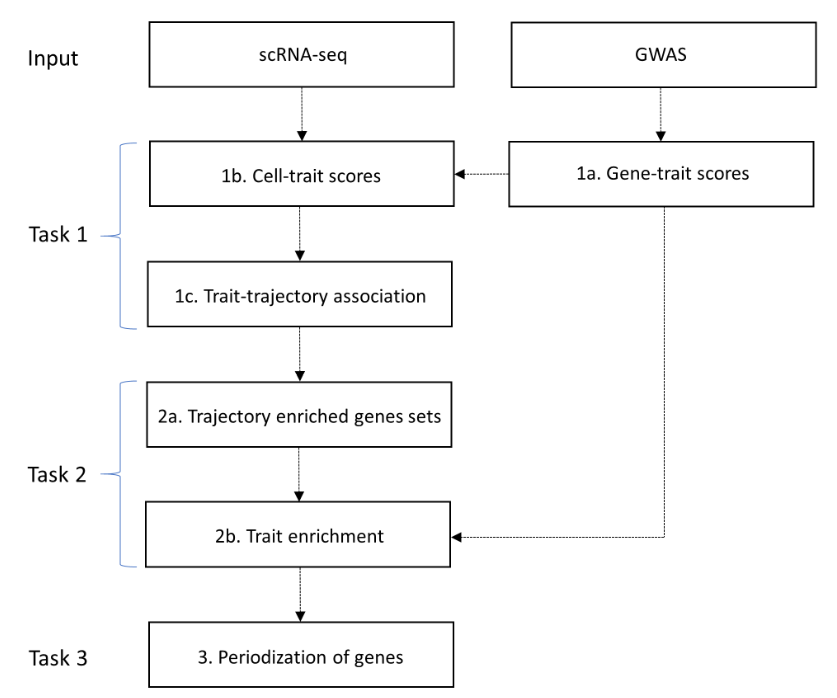 Input
scRNA-seq
GWAS
1b. Cell-trait scores
1a. Gene-trait scores
Task 1
1c. Trait-trajectory association
2a. Trajectory enriched genes sets
Task 2
2b. Trait enrichment
Task 3
3. Periodization of genes